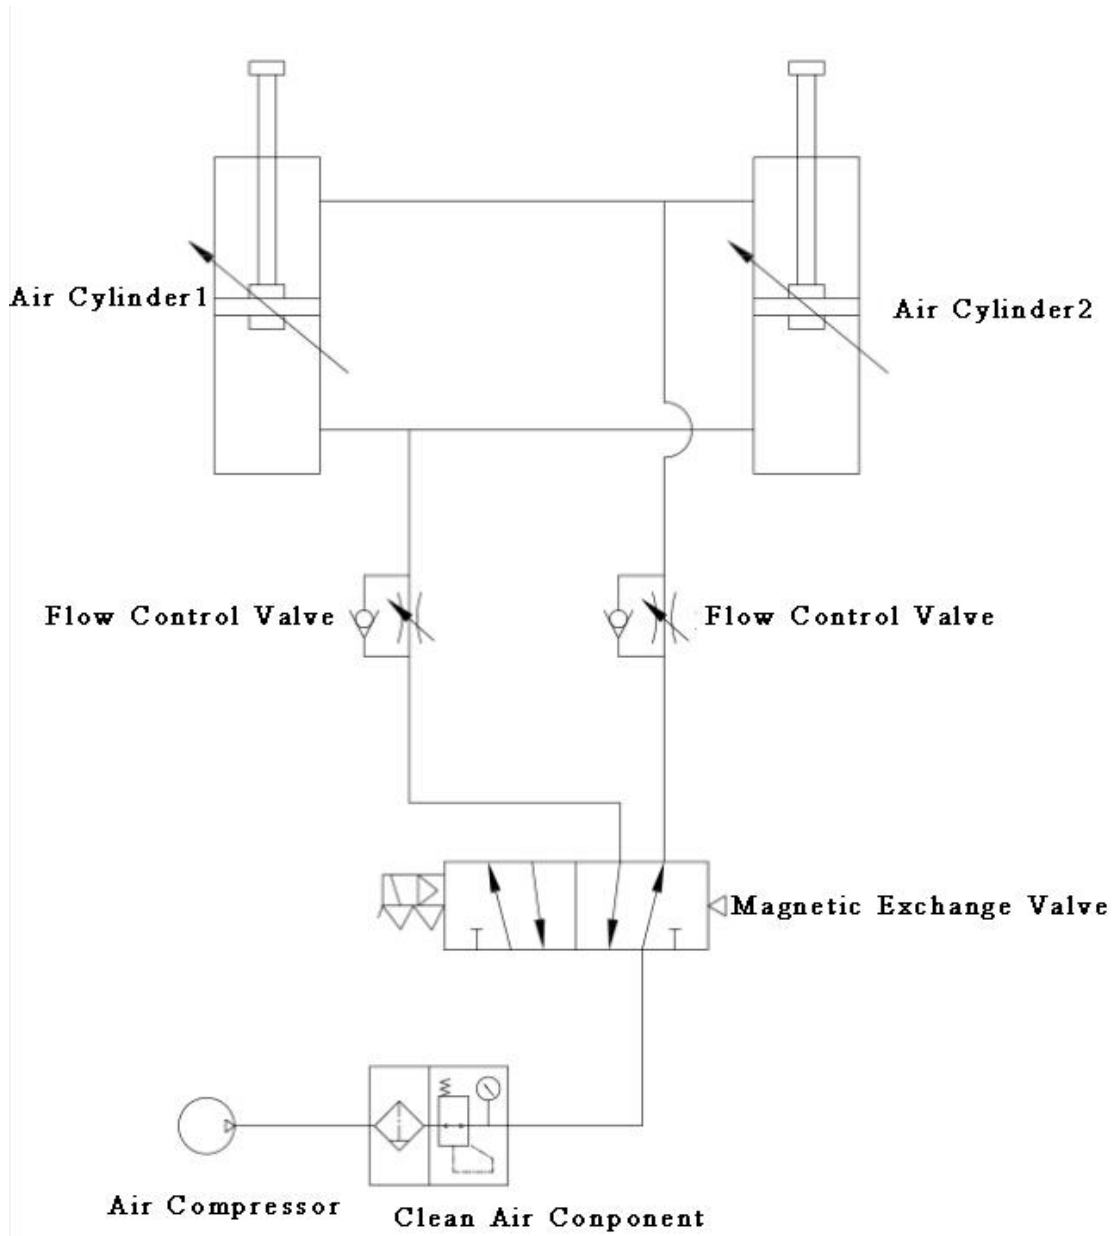 Air Cylinder1
Air Cylinder2
Flow Control Valve
Flow Control Valve
Magnetic Exchange Valve
Air Compressor
Clean Air Conponent